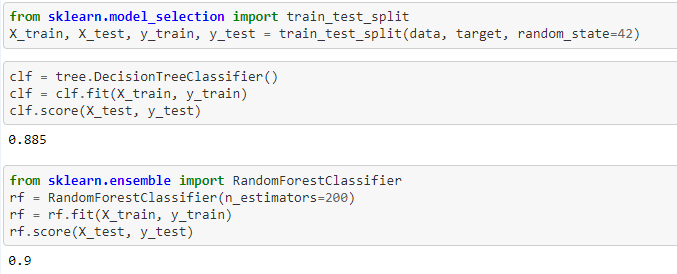 from sklearn.model_selection import train_test_split
X_train, X_test, y_train, y_test = train_test_split(data, target, random_state=42)
clf = tree.DecisionTreeClassifier()
clf = clf.fit(X_train, y_train)
clf.score(X_test, y_test)
0.885
from sklearn.ensemble import RandomForestClassifier
rf = RandomForestClassifier(n_estimators=200)
rf = rf.fit(X_train, y_train)
rf.score(X_test, y_test)
0.9